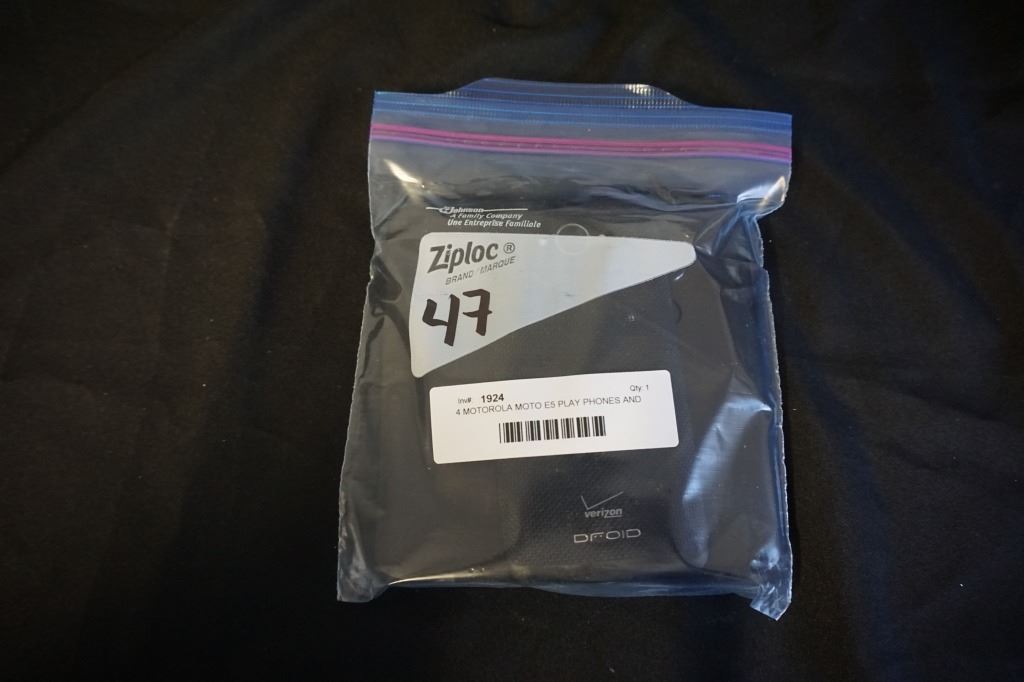 Johnson
A Family Company
Une Entreprise Familiale
Ziploc ®
BRAND / MARQUE
47
Inv#: 1924 Qty: 1
4 MOTOROLA MOTO E5 PLAY PHONES AND
verizon
DROID